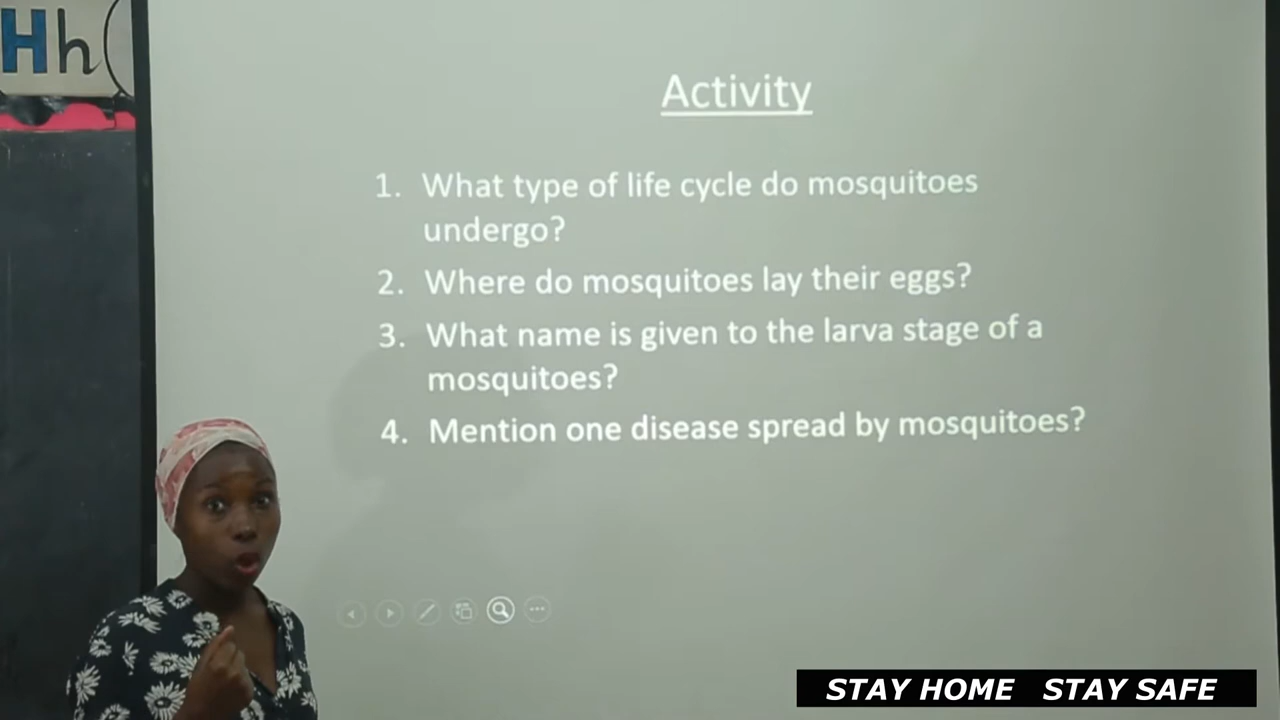 Hh
Activity
1. What type of life cycle do mosquitoes
undergo?
2. Where do mosquitoes lay their eggs?
3. What name is given to the larva stage of a
mosquitoes?
4. Mention one disease spread by mosquitoes?
STAY HOME STAY SAFE